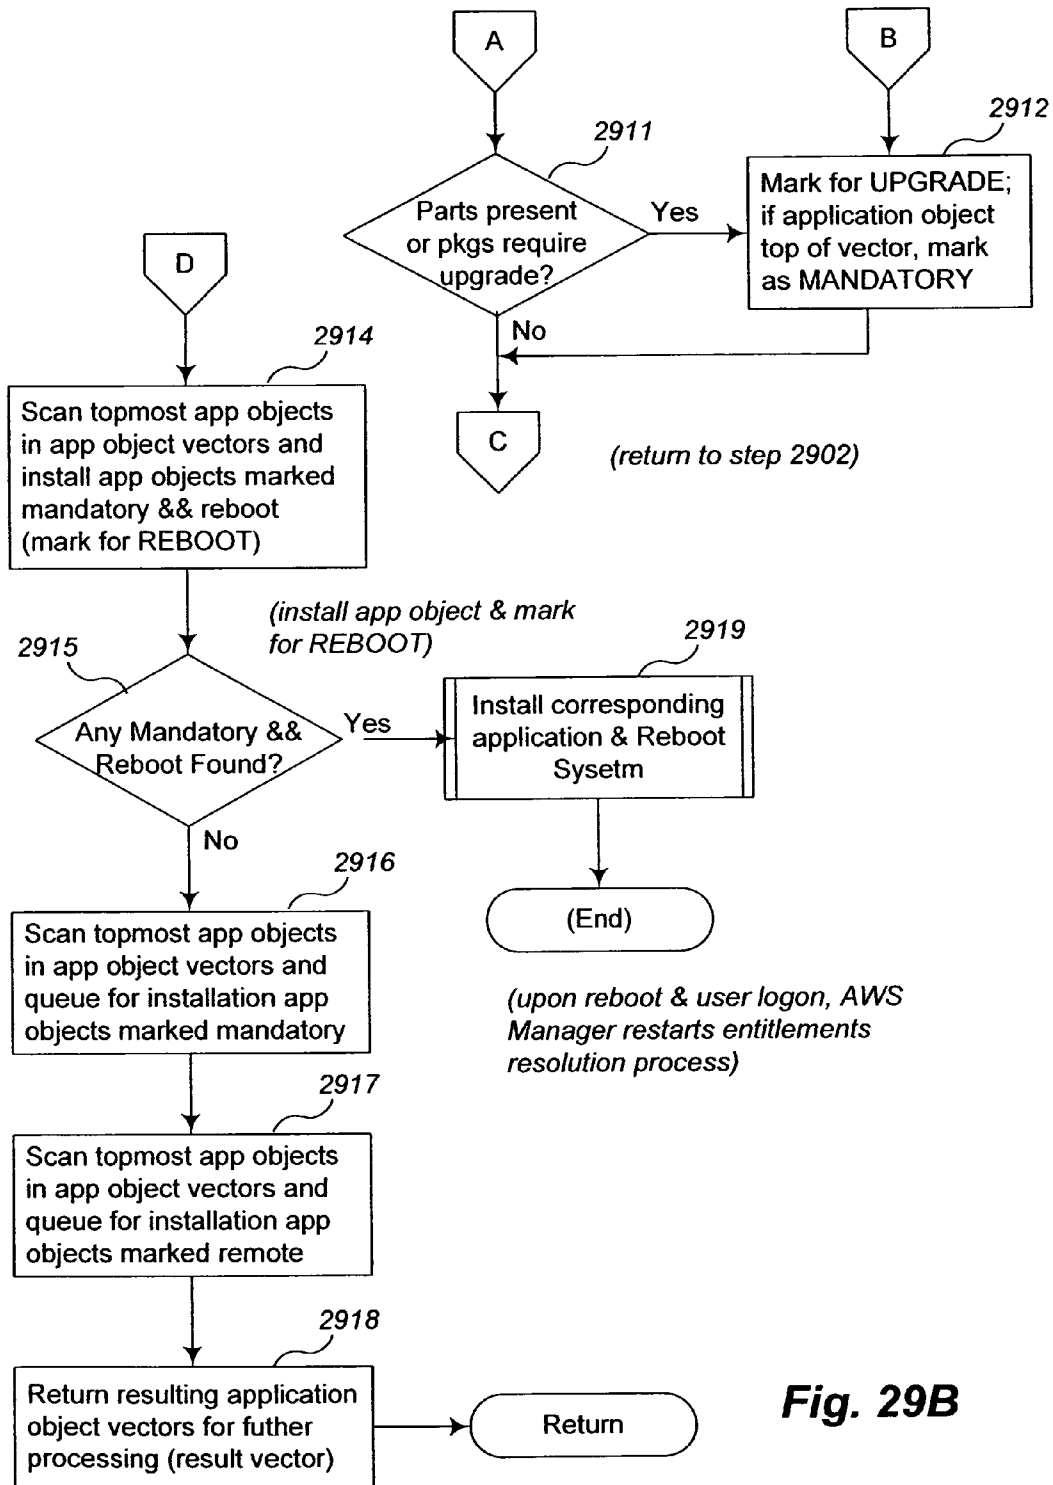 A
B
2911
2912
Parts present
or pkgs require
upgrade?
Yes
Mark for UPGRADE;
if application object
top of vector, mark
as MANDATORY
No
C
(return to step 2902)
D
2914
Scan topmost app objects
in app object vectors and
install app objects marked
mandatory && reboot
(mark for REBOOT)
(install app object & mark
for REBOOT)
2915
Any Mandatory &&
Reboot Found?
Yes
2919
Install corresponding
application & Reboot
Sysetm
No
(End)
(upon reboot & user logon, AWS
Manager restarts entitlements
resolution process)
2916
Scan topmost app objects
in app object vectors and
queue for installation app
objects marked mandatory
2917
Scan topmost app objects
in app object vectors and
queue for installation app
objects marked remote
2918
Return resulting application
object vectors for futher
processing (result vector)
Return
Fig. 29B